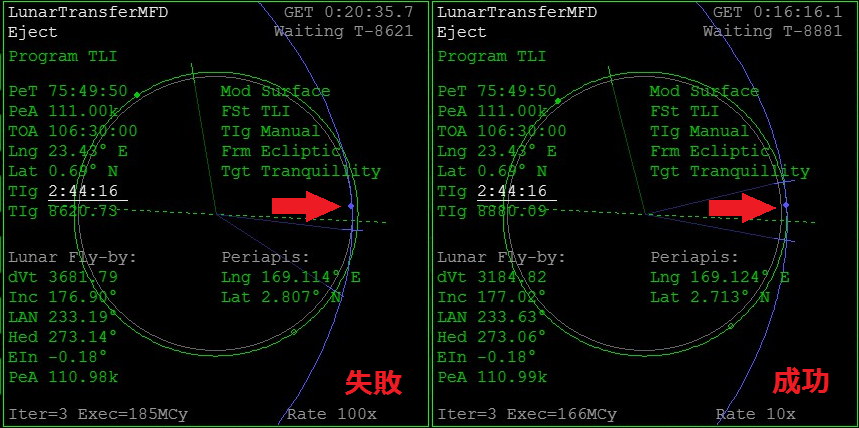 LunarTransferMFD GET 0:20:35.7
Eject Waiting T-8621
Program TLI
PeT 75:49:50 Mod Surface
PeA 111.00k FSt TLI
TOA 106:30:00 TIg Manual
Lng 23.43° E Frm Ecliptic
Lat 0.69° N Tgt Tranquillity
TIg 2:44:16
TIg 8620.73
Lunar Fly-by: Periapis:
dVt 3681.79 Lng 169.114° E
Inc 176.90° Lat 2.807° N
LAN 233.19°
Hed 273.14°
EIn -0.18°
PeA 110.98k
失敗
Iter=3 Exec=185MCy Rate 100x
LunarTransferMFD GET 0:16:16.1
Eject Waiting T-8881
Program TLI
PeT 75:49:50 Mod Surface
PeA 111.00k FSt TLI
TOA 106:30:00 TIg Manual
Lng 23.43° E Frm Ecliptic
Lat 0.69° N Tgt Tranquillity
TIg 2:44:16
TIg 8880.09
Lunar Fly-by: Periapis:
dVt 3184.82 Lng 169.124° E
Inc 177.02° Lat 2.713° N
LAN 233.63°
Hed 273.06°
EIn -0.18°
PeA 110.99k
成功
Iter=3 Exec=166MCy Rate 10x